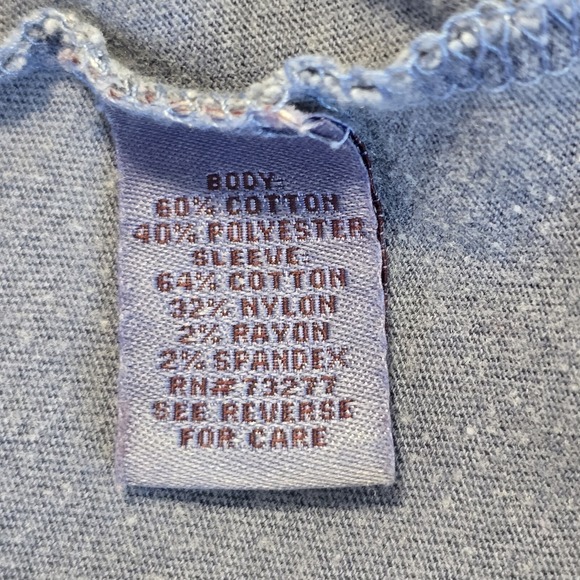 BODY:
60% COTTON
40% POLYESTER
SLEEVE:
64% COTTON
32% NYLON
2% RAYON
2% SPANDEX
RN#73277
SEE REVERSE
FOR CARE